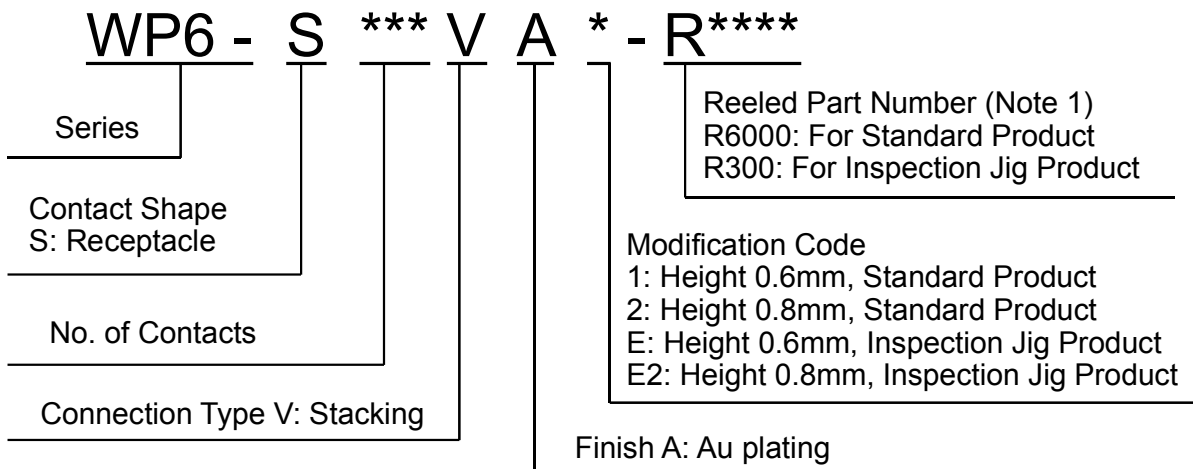 WP6 - S *** V A * - R****
Series
Contact Shape
S: Receptacle
No. of Contacts
Connection Type V: Stacking
Reeled Part Number (Note 1)
R6000: For Standard Product
R300: For Inspection Jig Product
Modification Code
1: Height 0.6mm, Standard Product
2: Height 0.8mm, Standard Product
E: Height 0.6mm, Inspection Jig Product
E2: Height 0.8mm, Inspection Jig Product
Finish A: Au plating